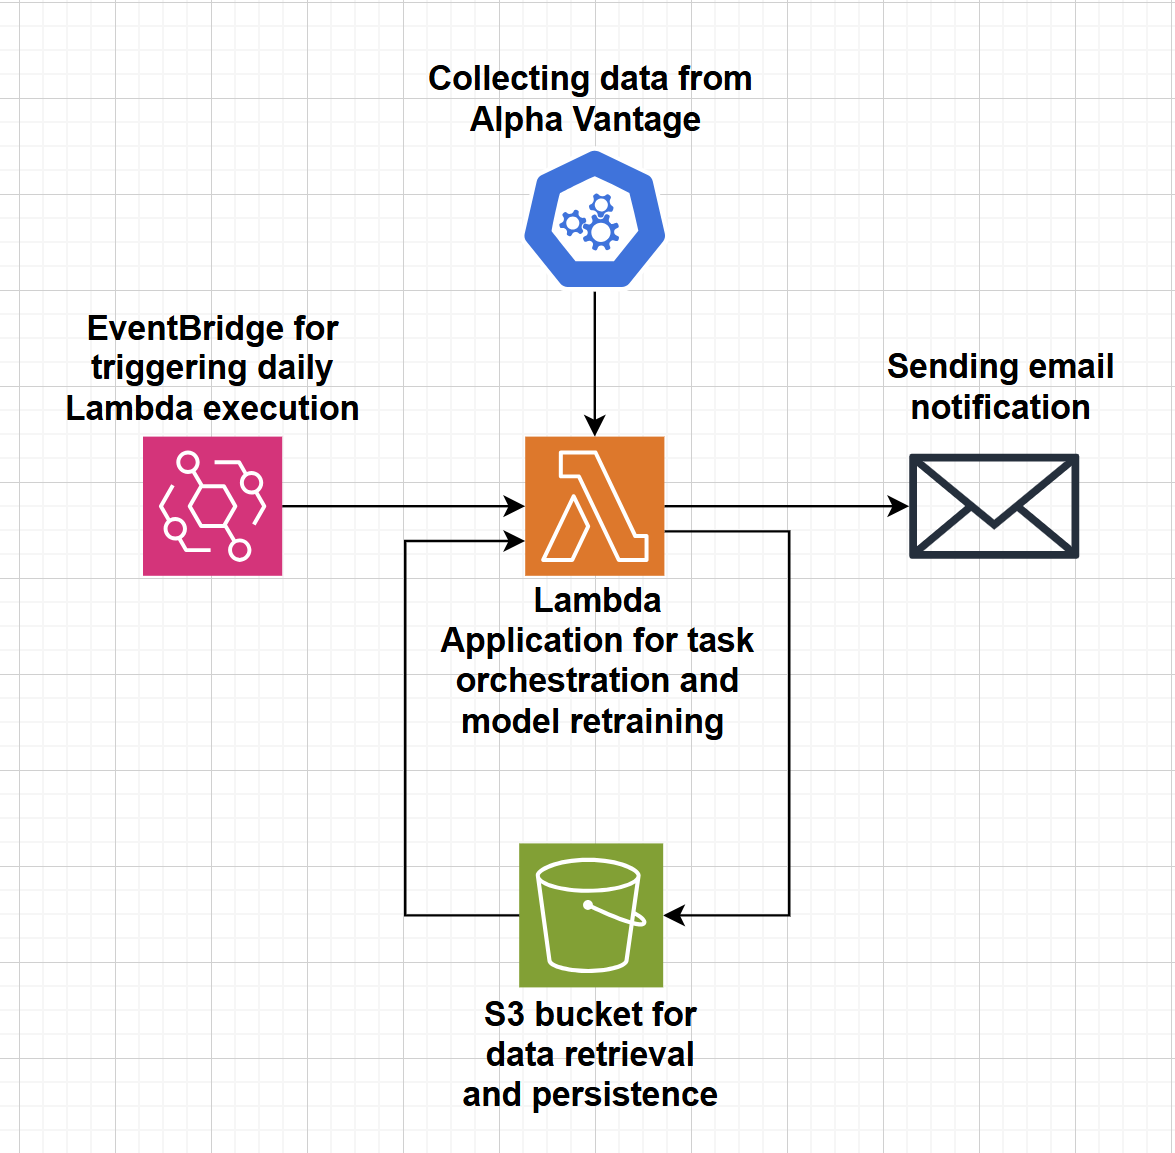 Collecting data from
Alpha Vantage
EventBridge for
triggering daily
Lambda execution
Sending email
notification
Lambda
Application for task
orchestration and
model retraining
S3 bucket for
data retrieval
and persistence